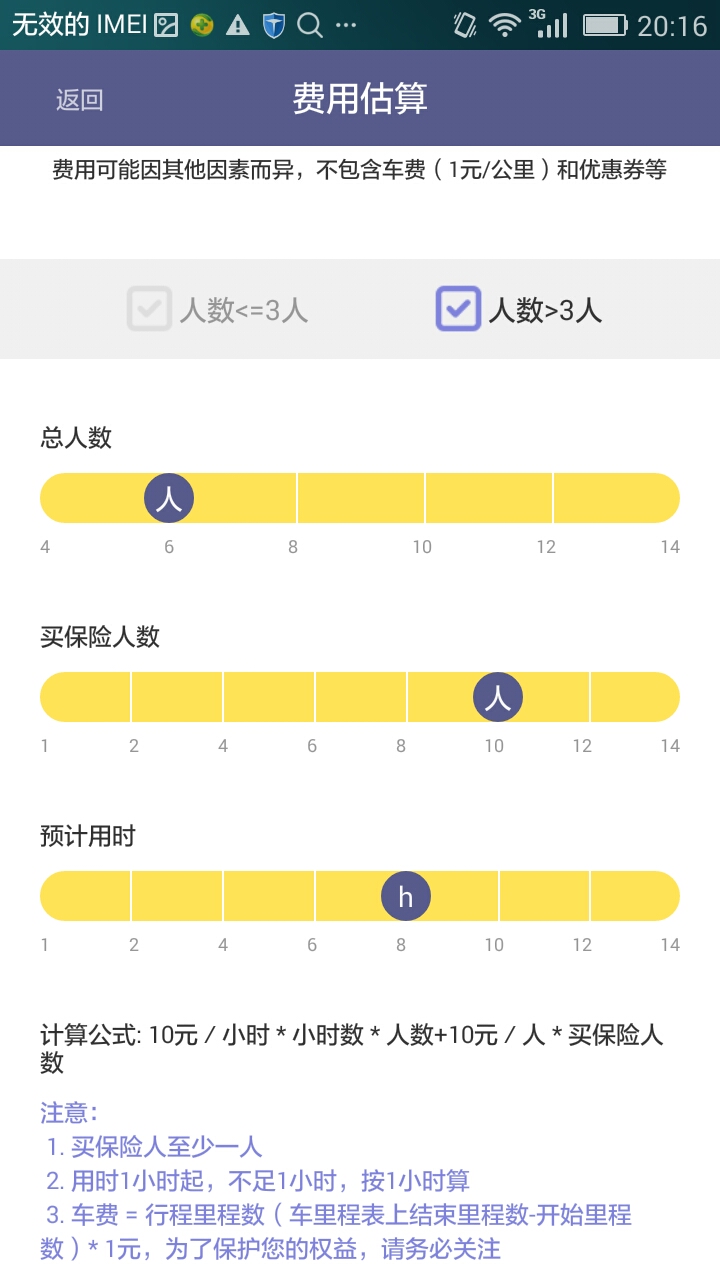 无效的 IMEI 3G 20:16
返回 费用估算
费用可能因其他因素而异，不包含车费（1元/公里）和优惠券等
人数<=3人 人数>3人
总人数
人
4 6 8 10 12 14
买保险人数
人
1 2 4 6 8 10 12 14
预计用时
h
1 2 4 6 8 10 12 14
计算公式: 10元 / 小时 * 小时数 * 人数+10元 / 人 * 买保险人
数
注意：
1. 买保险人至少一人
2. 用时1小时起，不足1小时，按1小时算
3. 车费 = 行程里程数（车里程表上结束里程数-开始里程
数）* 1元，为了保护您的权益，请务必关注